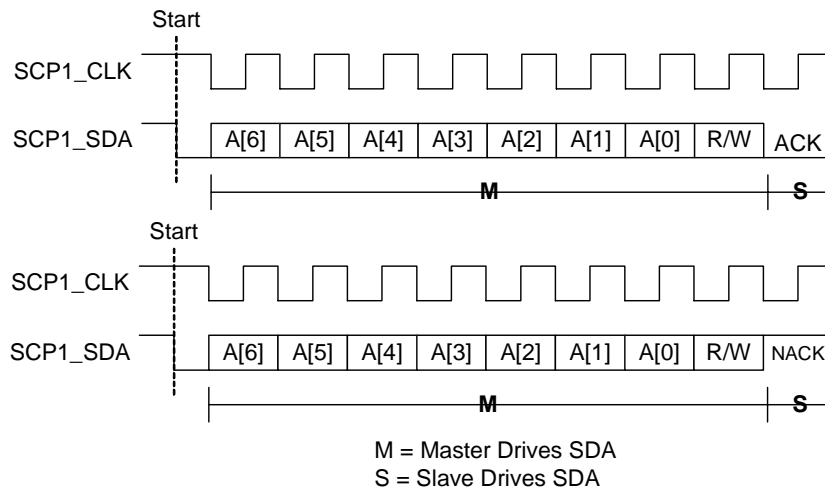 Start
SCP1_CLK
SCP1_SDA A[6] A[5] A[4] A[3] A[2] A[1] A[0] R/W ACK
M S
Start
SCP1_CLK
SCP1_SDA A[6] A[5] A[4] A[3] A[2] A[1] A[0] R/W NACK
M S
M = Master Drives SDA
S = Slave Drives SDA